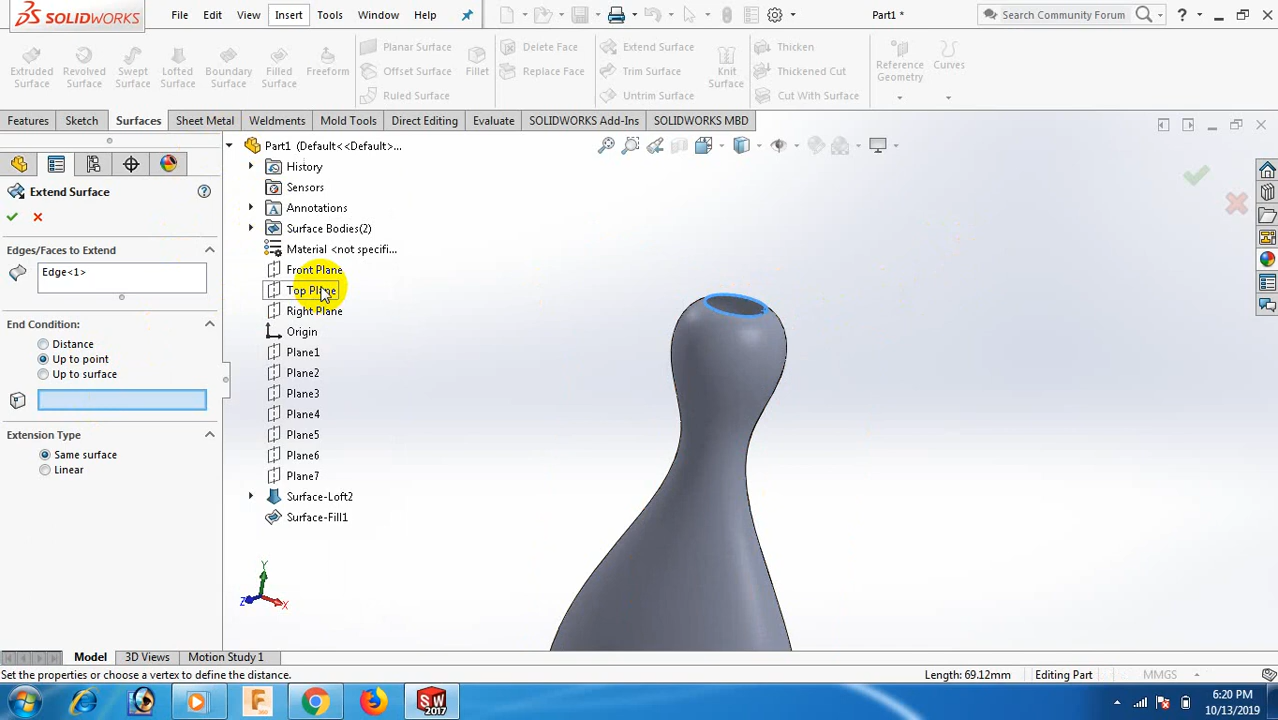 SOLIDWORKS File Edit View Insert Tools Window Help Part1 * Search Community Forum ?
Extruded Surface Revolved Surface Swept Surface Lofted Surface Boundary Surface Filled Surface Freeform
Planar Surface Offset Surface Ruled Surface
Fillet
Delete Face Replace Face
Extend Surface Trim Surface Untrim Surface
Knit Surface
Thicken Thickened Cut Cut With Surface
Reference Geometry Curves
Features Sketch Surfaces Sheet Metal Weldments Mold Tools Direct Editing Evaluate SOLIDWORKS Add-Ins SOLIDWORKS MBD
Extend Surface
Edges/Faces to Extend
Edge<1>
End Condition:
Distance
Up to point
Up to surface
Extension Type
Same surface
Linear
Part1 (Default<<Default>...
History
Sensors
Annotations
Surface Bodies(2)
Material <not specifi...
Front Plane
Top Plane
Right Plane
Origin
Plane1
Plane2
Plane3
Plane4
Plane5
Plane6
Plane7
Surface-Loft2
Surface-Fill1
Y
Z X
Model 3D Views Motion Study 1
Set the properties or choose a vertex to define the distance. Length: 69.12mm Editing Part MMGS
SW 2017
6:20 PM
10/13/2019